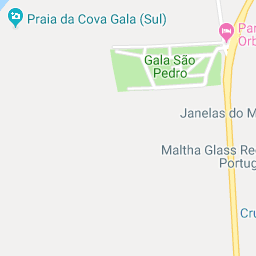 Praia da Cova Gala (Sul)
Par
Orb
Gala São
Pedro
Janelas do M
Maltha Glass Re
Portug
Cru